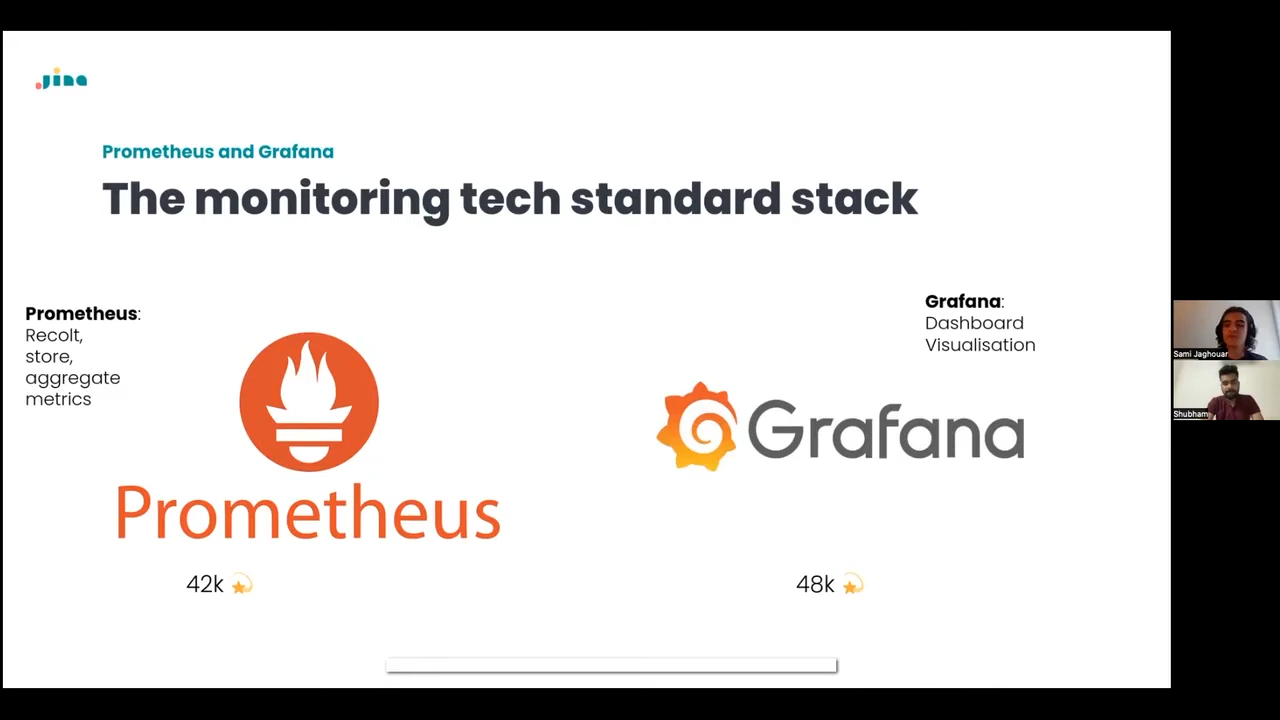 Jina
Prometheus and Grafana
The monitoring tech standard stack
Prometheus:
Recolt,
store,
aggregate
metrics
Prometheus
42k
Grafana:
Dashboard
Visualisation
Grafana
48k
Sami Jaghouar
Shubham